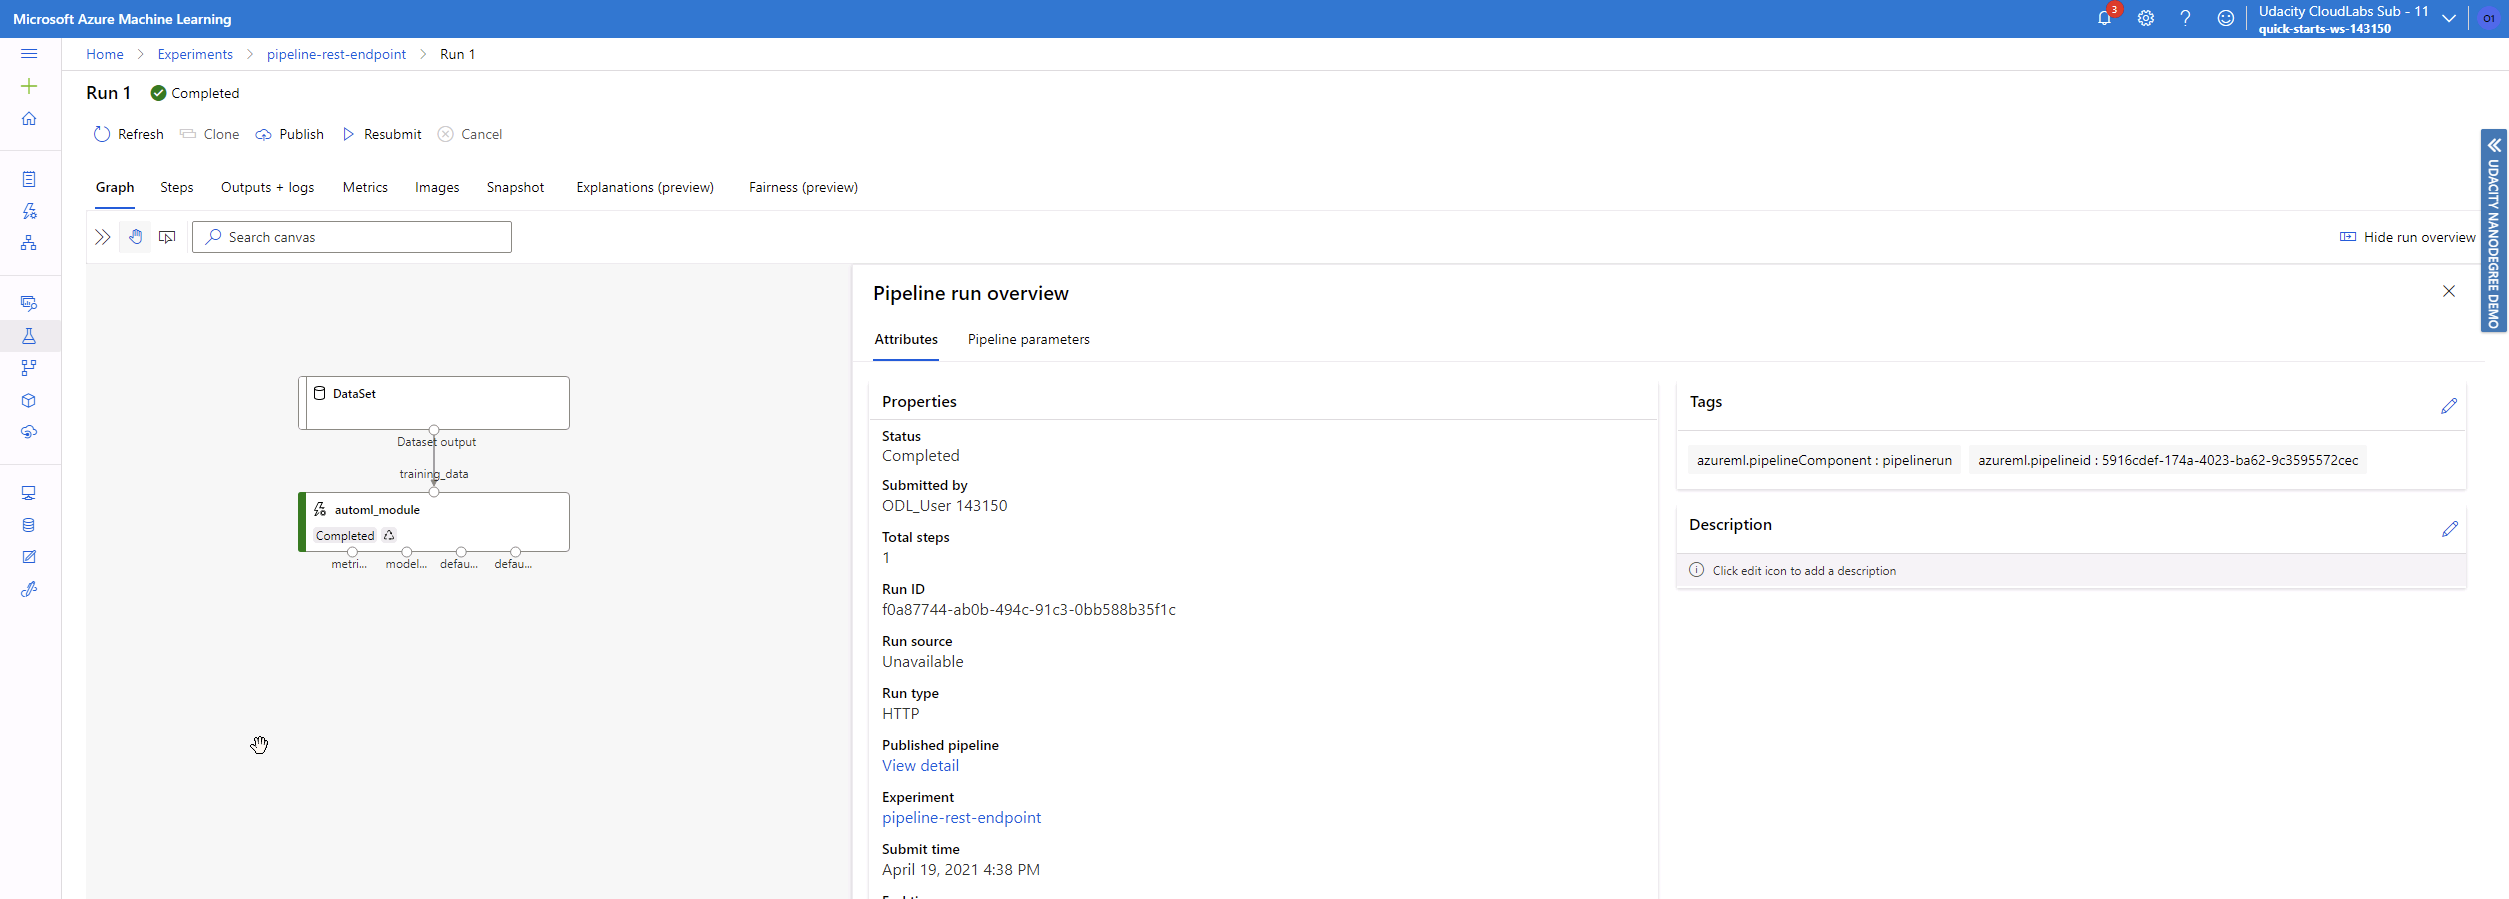 Microsoft Azure Machine Learning
3
Udacity CloudLabs Sub - 11
quick-starts-ws-143150
O1
Home
Experiments
pipeline-rest-endpoint
Run 1
Run 1
Completed
Refresh
Clone
Publish
Resubmit
Cancel
Graph
Steps
Outputs + logs
Metrics
Images
Snapshot
Explanations (preview)
Fairness (preview)
Search canvas
Hide run overview
UDACITY NANODEGREE DEMO
DataSet
Dataset output
training_data
automl_module
Completed
metri...
model...
defau...
defau...
Pipeline run overview
Attributes
Pipeline parameters
Properties
Status
Completed
Submitted by
ODL_User 143150
Total steps
1
Run ID
f0a87744-ab0b-494c-91c3-0bb588b35f1c
Run source
Unavailable
Run type
HTTP
Published pipeline
View detail
Experiment
pipeline-rest-endpoint
Submit time
April 19, 2021 4:38 PM
Tags
azureml.pipelineComponent : pipelinerun
azureml.pipelineid : 5916cdef-174a-4023-ba62-9c3595572cec
Description
Click edit icon to add a description